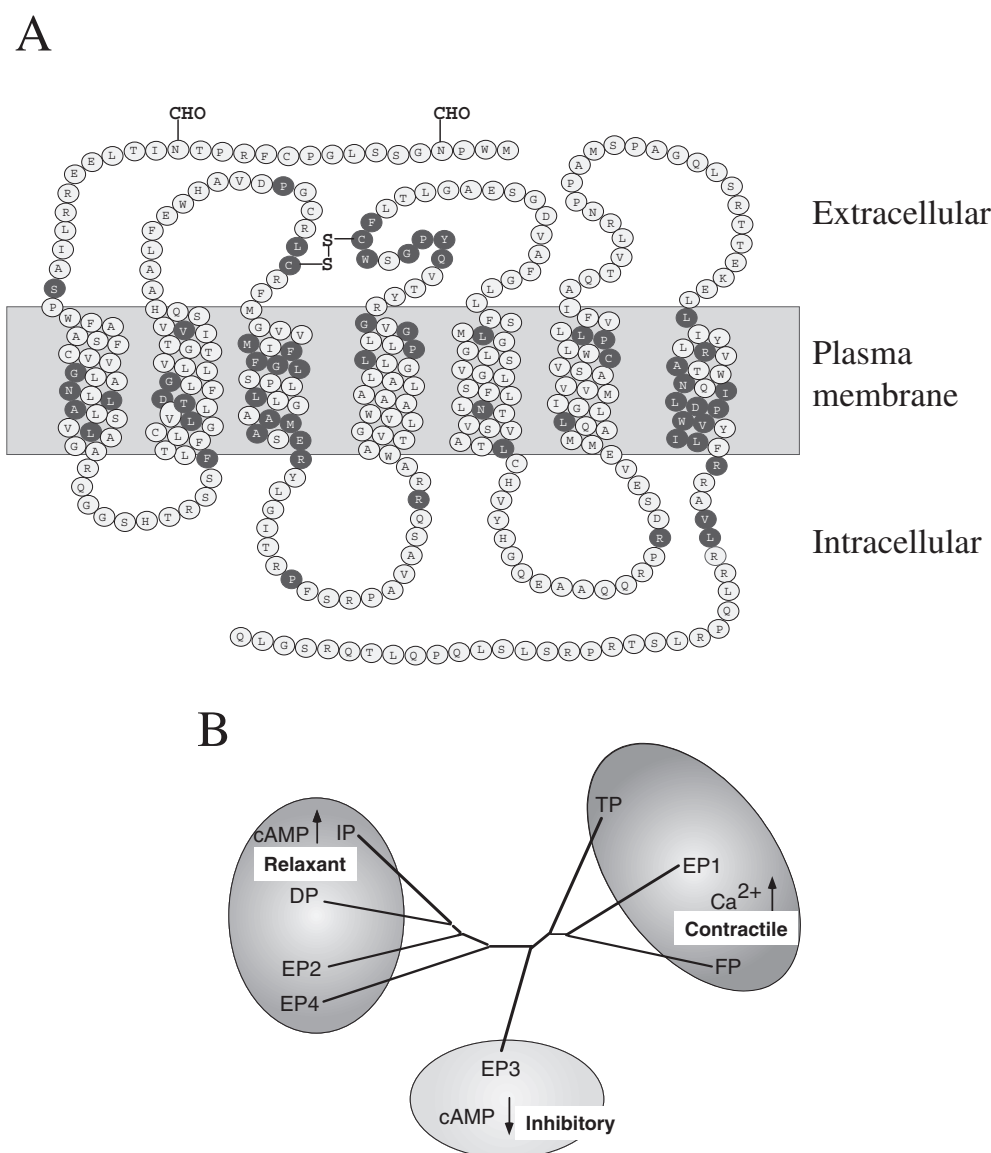 A
CHO
CHO
E E L T I N T P R F C P G L S S G N P W M
E R R L I A S P
H A A L F E W H A V D P G C R L C R F M
S
S
R Y T V Q Y P G S W C F L T L G A E S G D V A F G L L
I A Q T V L R N P A M S P A G Q L S R T T E K E L L
Extracellular
W F A
A S F
C V V
G L A
N L L
A L S
V L A
G A
Q S
V V I
T G T
V L L
G L F
D T L
V L G
C L F
T L F
G V V
M I F
F G L
S P L
L L G
A A M
A S E
G V G
L L P
L L G
A L L
A A A
W V L
G V T
A W
F S
M L G
G L S
V G L
S F L
L N T
V S V
A T L
F V
L L P
L W C
V S A
V V M
I G L
L Q A
M M E
L I Y
A R V
N T W
Q I
L D P
W V Y
I L F
Plasma
membrane
R Q G G S H T R S S
R Y L G I T R P F S R P A V A S Q R R A
C H V Y H G Q E A A Q Q R P R D S E V
R R A V L R R L Q P
Intracellular
Q L G S R Q T L Q P Q L S L S R P R T S L R
B
cAMP ↑ IP
Relaxant
DP
EP2
EP4
TP
EP1
Ca2+ ↑
Contractile
FP
EP3
cAMP ↓ Inhibitory